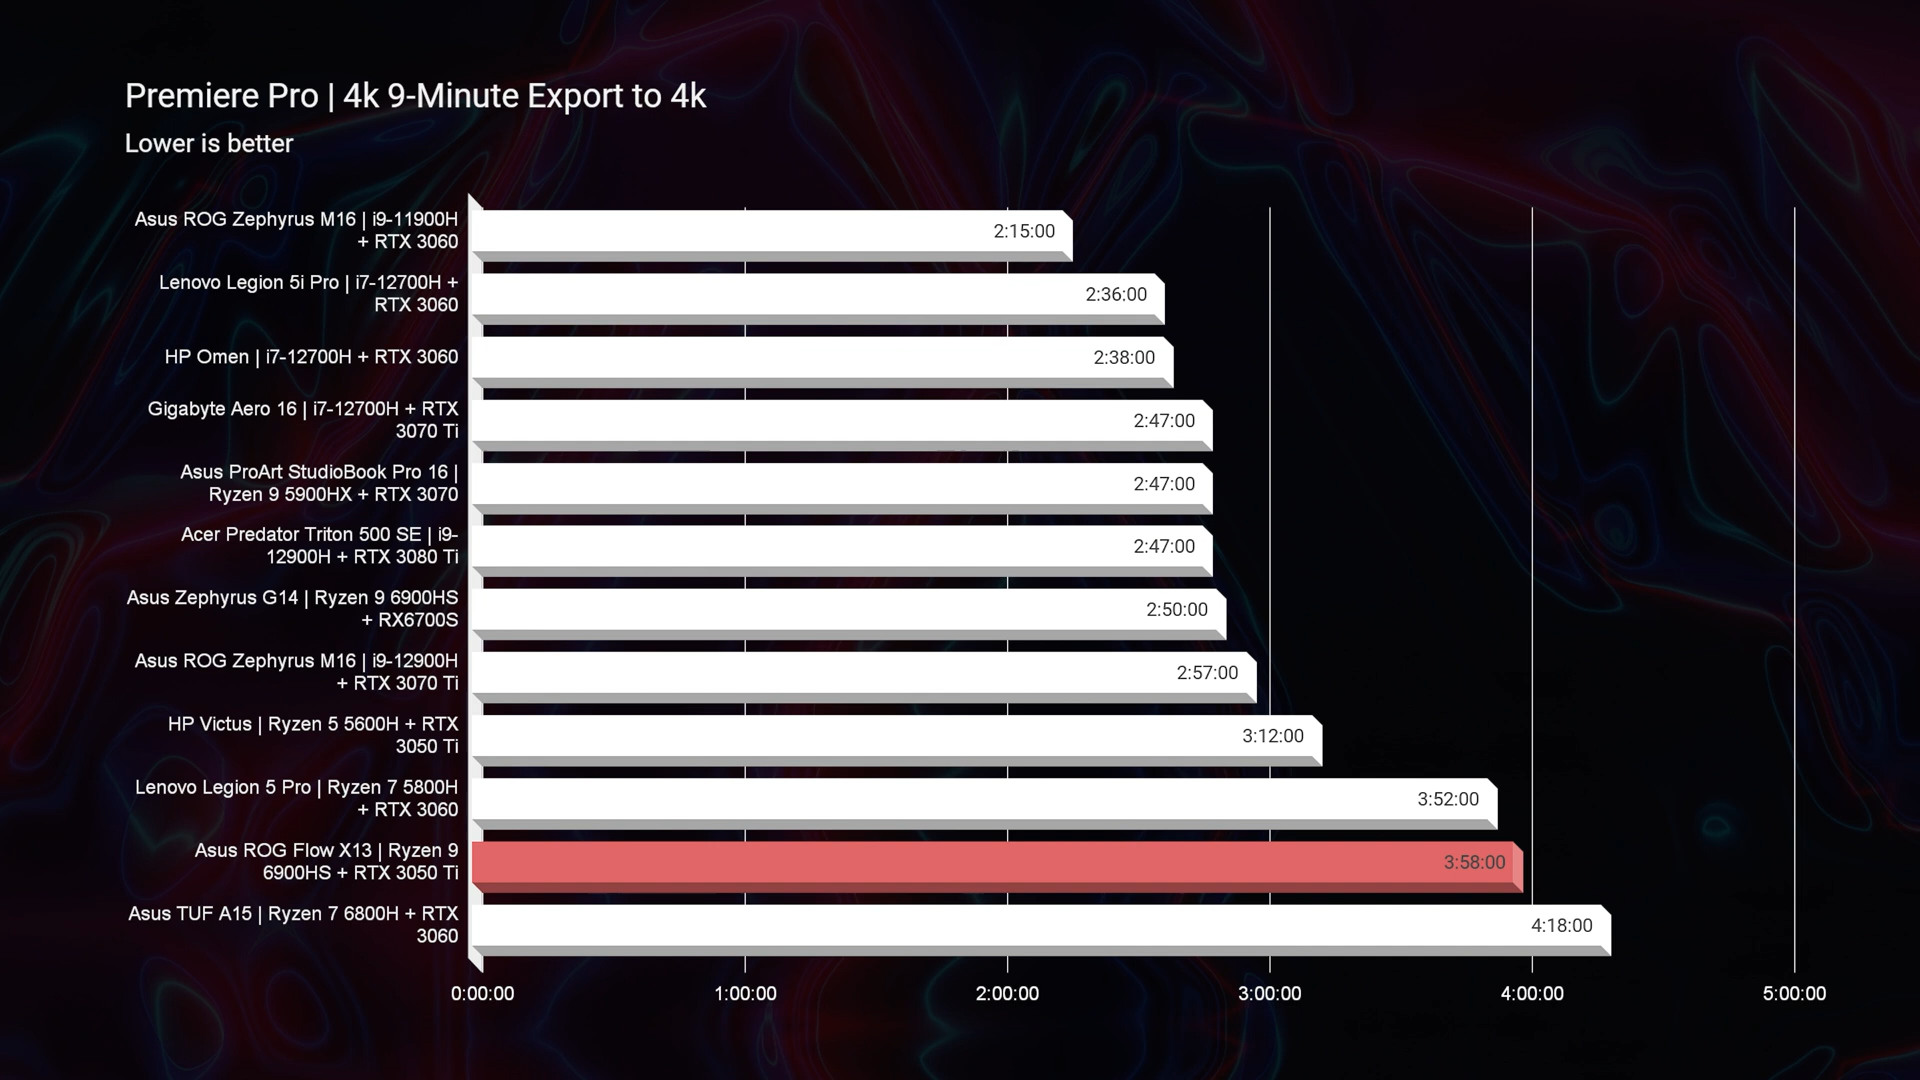 Premiere Pro | 4k 9-Minute Export to 4k
Lower is better
Asus ROG Zephyrus M16 | i9-11900H
+ RTX 3060
2:15:00
Lenovo Legion 5i Pro | i7-12700H +
RTX 3060
2:36:00
HP Omen | i7-12700H + RTX 3060
2:38:00
Gigabyte Aero 16 | i7-12700H + RTX
3070 Ti
2:47:00
Asus ProArt StudioBook Pro 16 |
Ryzen 9 5900HX + RTX 3070
2:47:00
Acer Predator Triton 500 SE | i9-
12900H + RTX 3080 Ti
2:47:00
Asus Zephyrus G14 | Ryzen 9 6900HS
+ RX6700S
2:50:00
Asus ROG Zephyrus M16 | i9-12900H
+ RTX 3070 Ti
2:57:00
HP Victus | Ryzen 5 5600H + RTX
3050 Ti
3:12:00
Lenovo Legion 5 Pro | Ryzen 7 5800H
+ RTX 3060
3:52:00
Asus ROG Flow X13 | Ryzen 9
6900HS + RTX 3050 Ti
3:58:00
Asus TUF A15 | Ryzen 7 6800H + RTX
3060
4:18:00
0:00:00 1:00:00 2:00:00 3:00:00 4:00:00 5:00:00